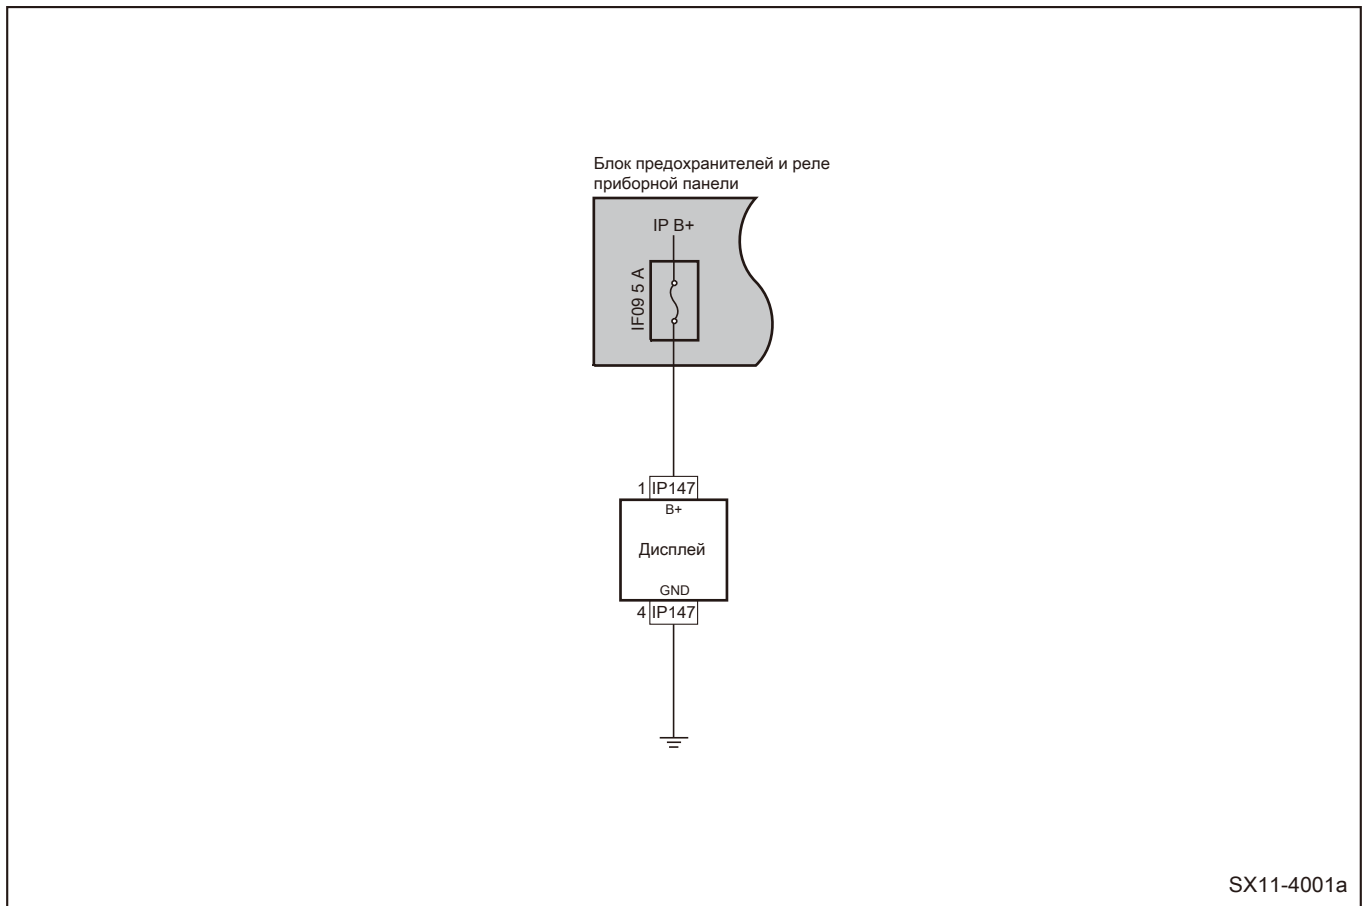 Блок предохранителей и реле
приборной панели
IP B+
IF09 5 A
1 IP147
B+
Дисплей
GND
4 IP147
SX11-4001a